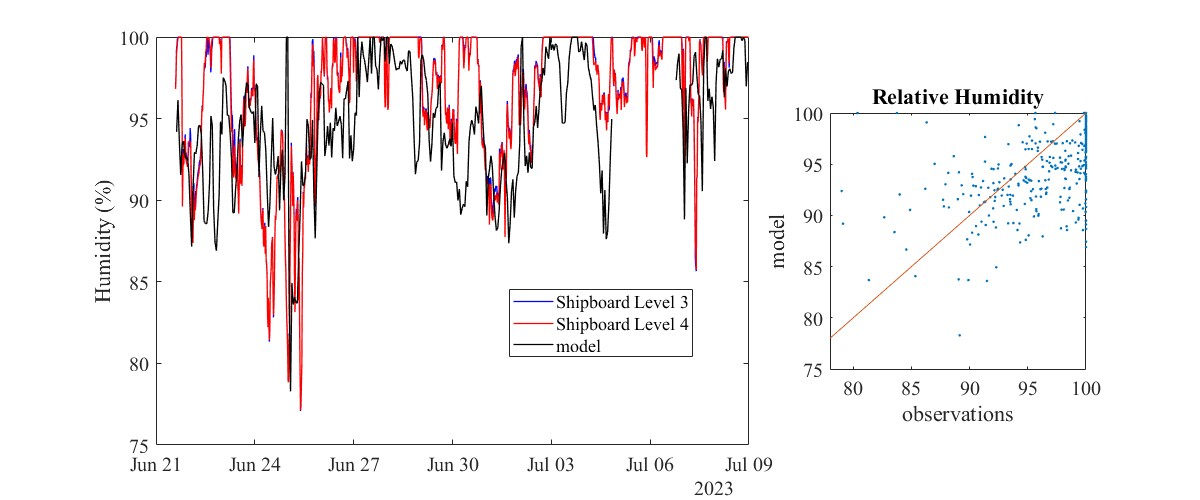 Humidity (%)
100
95
90
85
80
75
Jun 21
Jun 24
Jun 27
Jun 30
Jul 03
Jul 06
Jul 09
2023
Shipboard Level 3
Shipboard Level 4
model
Relative Humidity
model
100
95
90
85
80
75
80
85
90
95
100
observations